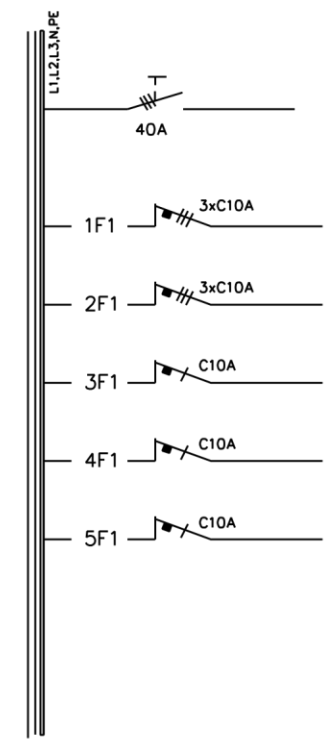 L1,L2,L3,N,PE
40A
1F1 3xC10A
2F1 3xC10A
3F1 C10A
4F1 C10A
5F1 C10A